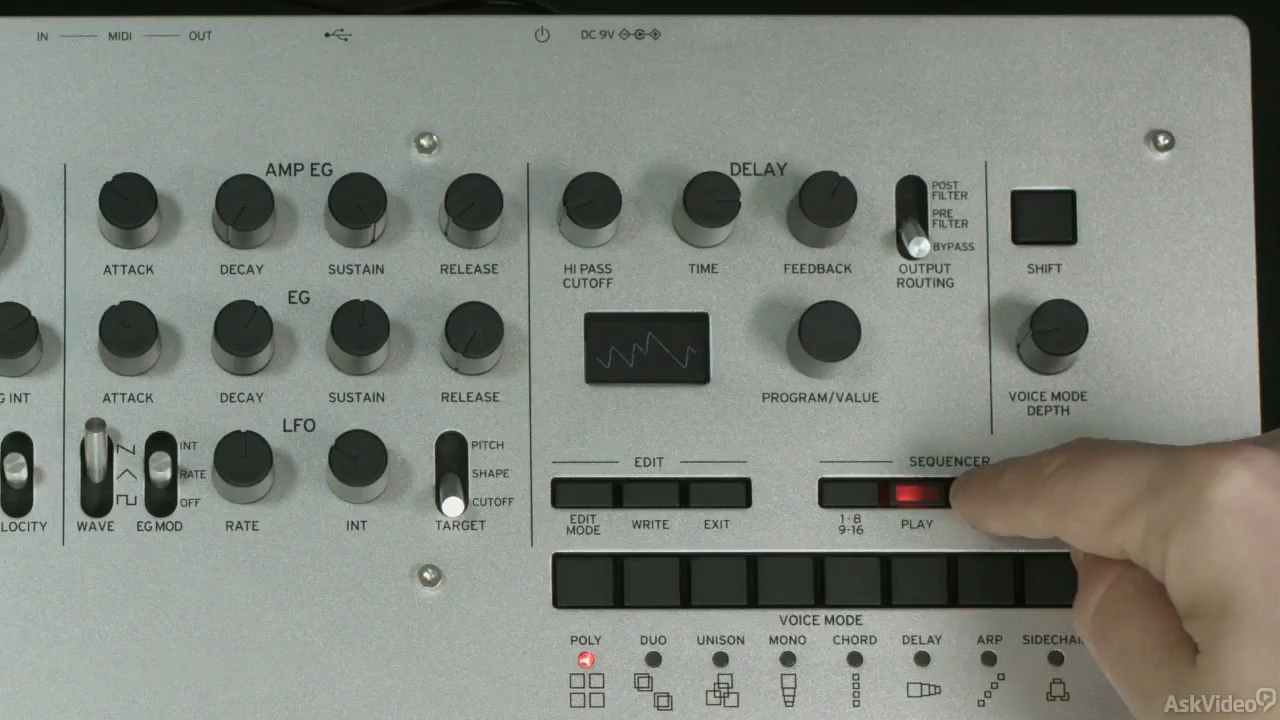 IN MIDI OUT
DC 9V
AMP EG
ATTACK DECAY SUSTAIN RELEASE
EG
ATTACK DECAY SUSTAIN RELEASE
LFO
INT
RATE
OFF
PITCH
SHAPE
CUTOFF
WAVE EG MOD RATE INT TARGET
DELAY
POST
FILTER
PRE
FILTER
BYPASS
HI PASS
CUTOFF
TIME
FEEDBACK
OUTPUT
ROUTING
SHIFT
PROGRAM/VALUE
VOICE MODE
DEPTH
EDIT
EDIT
MODE
WRITE
EXIT
SEQUENCER
1-8
9-16
PLAY
VOICE MODE
POLY DUO UNISON MONO CHORD DELAY ARP SIDECHAI
G INT
LOCITY
AskVideo